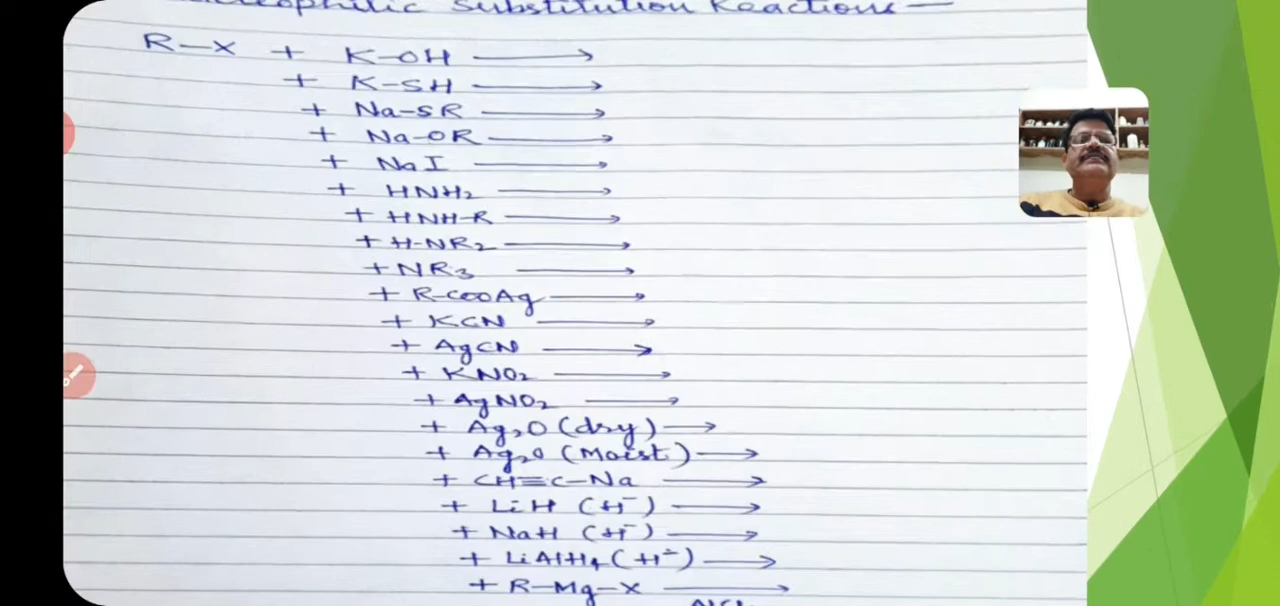 Substitution Reactions —
R—X + K-OH ⟶
+ K-SH ⟶
+ Na-SR ⟶
+ Na-OR ⟶
+ NaI ⟶
+ HNH₂ ⟶
+ HNH-R ⟶
+ H-NR₂ ⟶
+ NR₃ ⟶
+ R-COOAg ⟶
+ KCN ⟶
+ AgCN ⟶
+ KNO₂ ⟶
+ AgNO₂ ⟶
+ Ag₂O (dry) ⟶
+ Ag₂O (Moist) ⟶
+ CH≡C-Na ⟶
+ LiH (H⁻) ⟶
+ NaH (H⁻) ⟶
+ LiAlH₄ (H⁻) ⟶
+ R-Mg-X ⟶